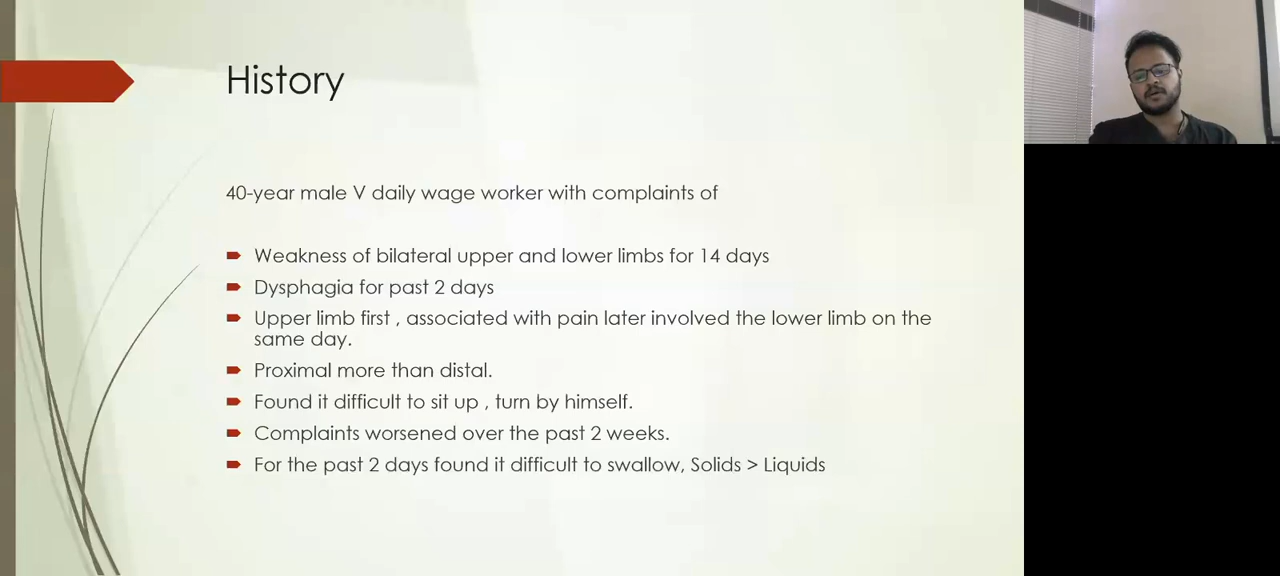 History
40-year male V daily wage worker with complaints of
Weakness of bilateral upper and lower limbs for 14 days
Dysphagia for past 2 days
Upper limb first , associated with pain later involved the lower limb on the
same day.
Proximal more than distal.
Found it difficult to sit up , turn by himself.
Complaints worsened over the past 2 weeks.
For the past 2 days found it difficult to swallow, Solids > Liquids